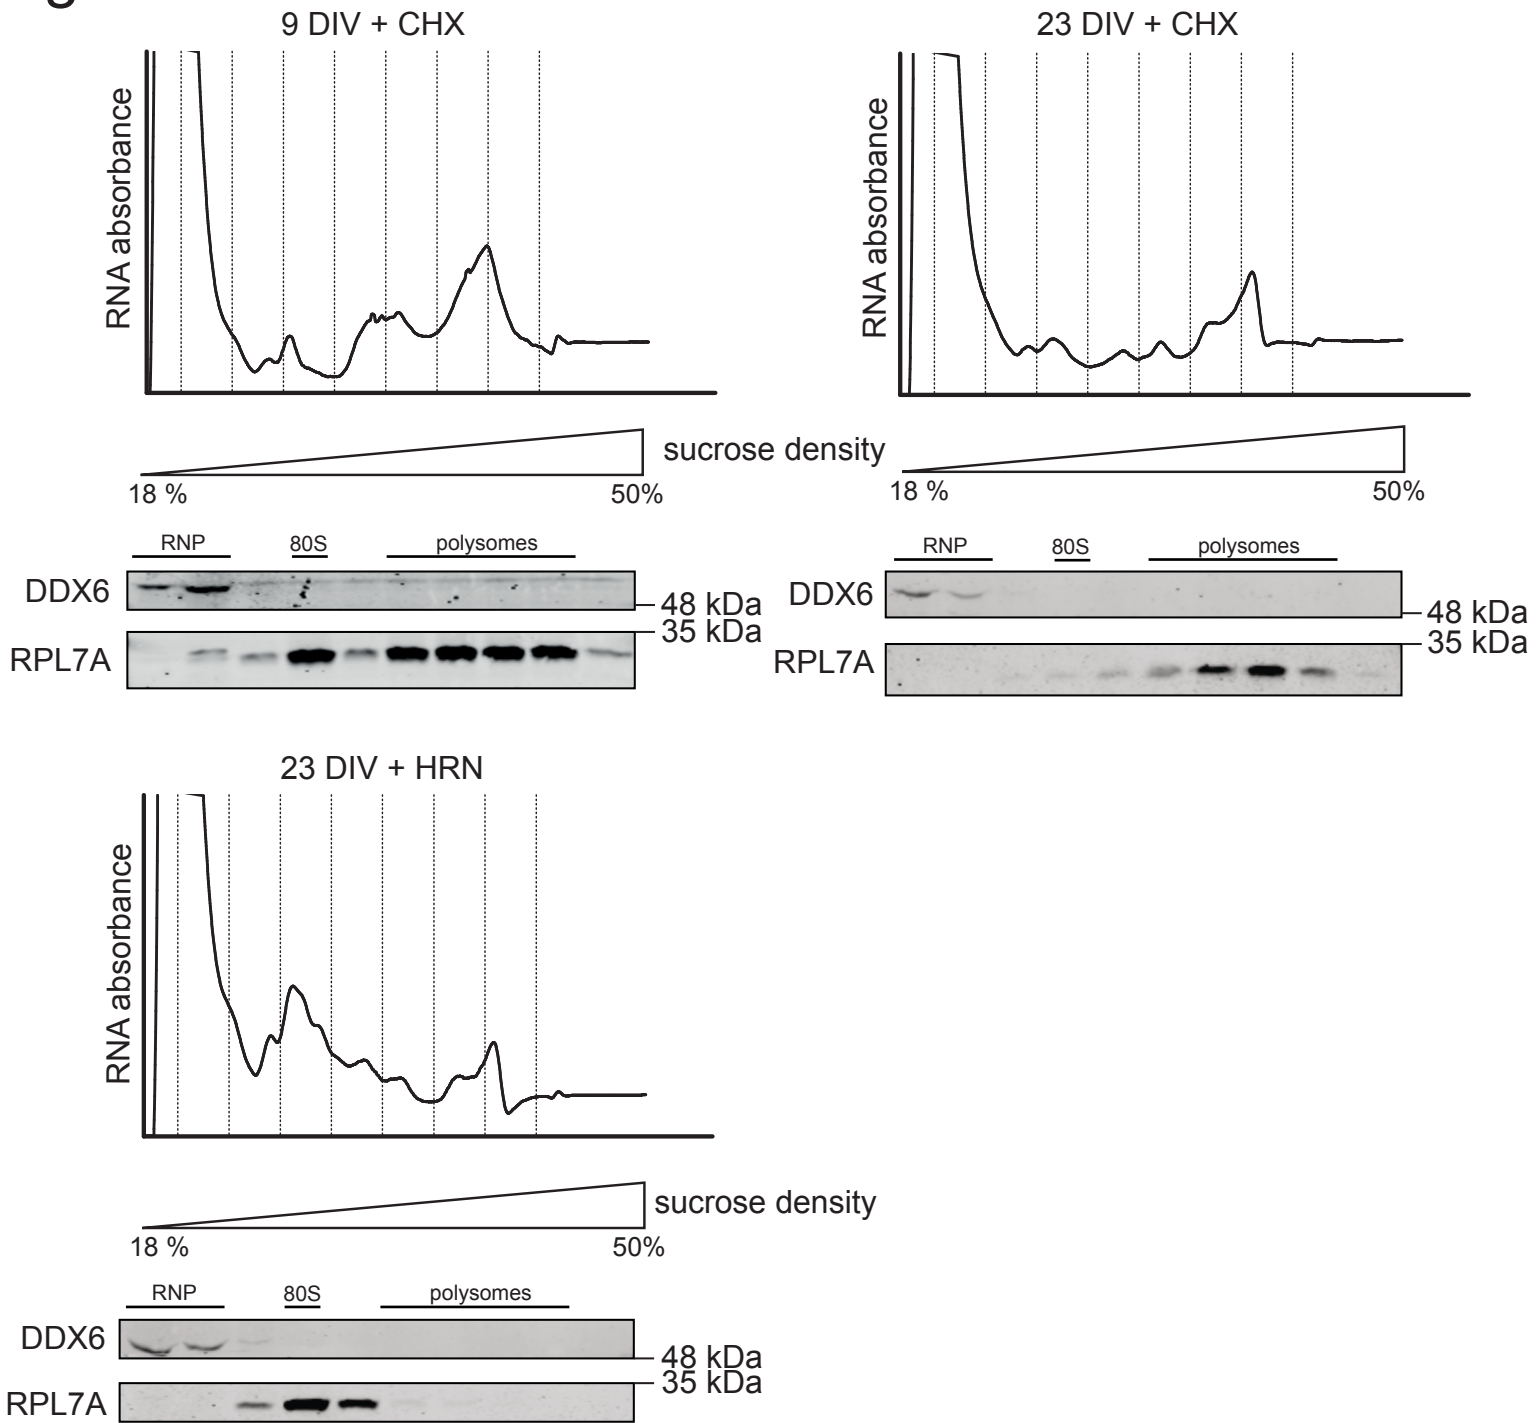 9 DIV + CHX
RNA absorbance
18 %
50%
sucrose density
RNP
80S
polysomes
DDX6
48 kDa
35 kDa
RPL7A
23 DIV + CHX
RNA absorbance
18 %
50%
RNP
80S
polysomes
DDX6
48 kDa
35 kDa
RPL7A
23 DIV + HRN
RNA absorbance
sucrose density
18 %
50%
RNP
80S
polysomes
DDX6
48 kDa
35 kDa
RPL7A